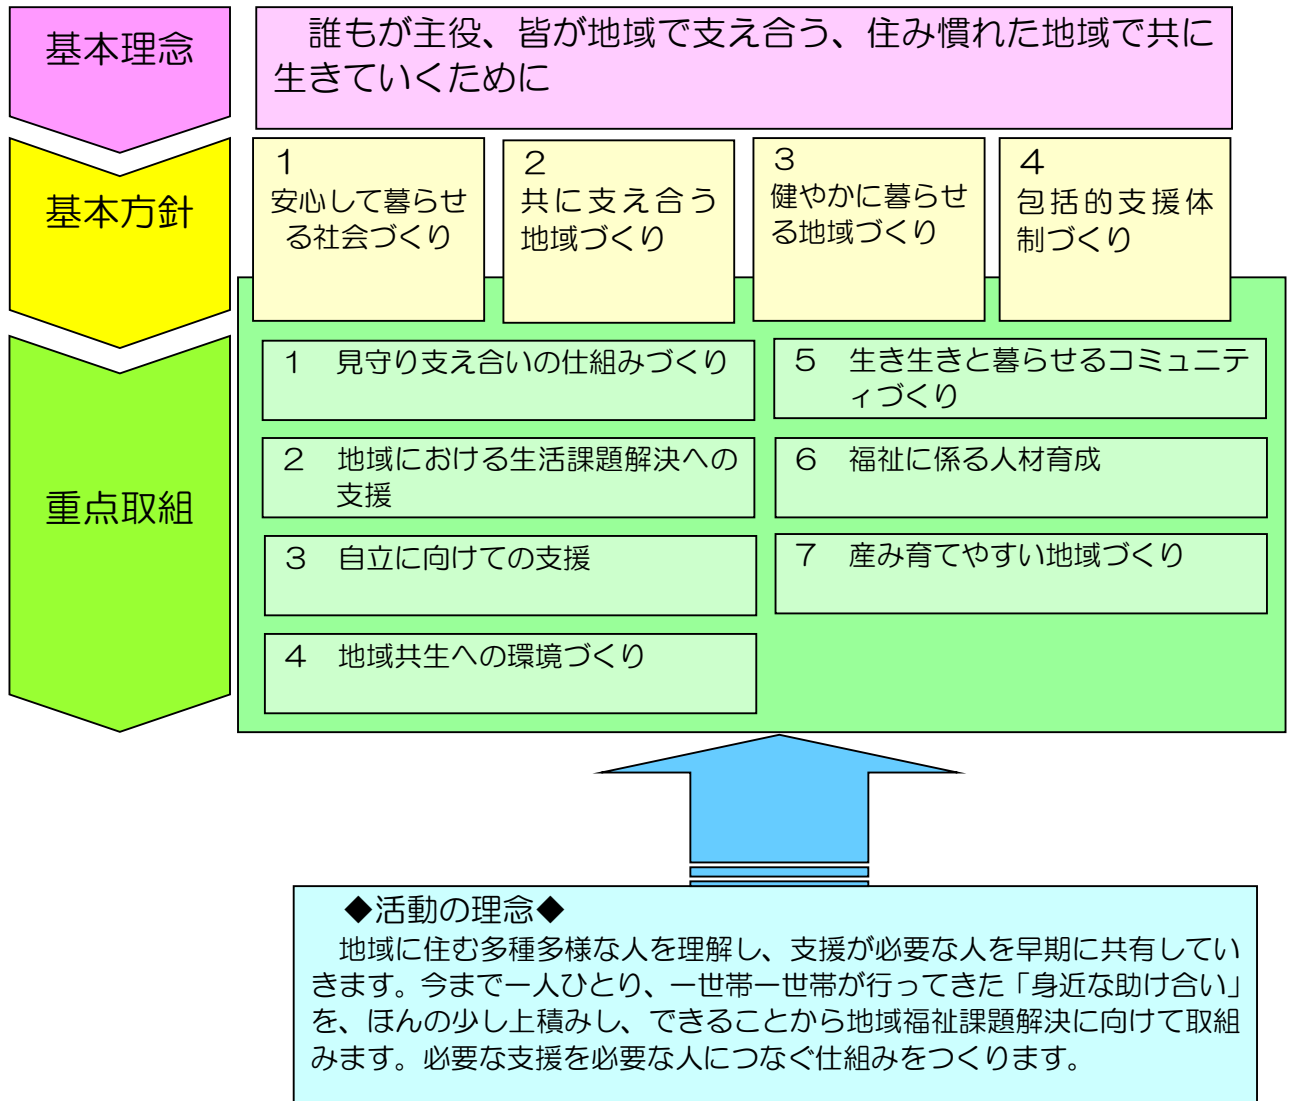 基本理念
誰もが主役、皆が地域で支え合う、住み慣れた地域で共に
生きていくために
基本方針
１
安心して暮らせ
る社会づくり
２
共に支え合う
地域づくり
３
健やかに暮らせ
る地域づくり
４
包括的支援体
制づくり
重点取組
１　見守り支え合いの仕組みづくり
２　地域における生活課題解決への
支援
３　自立に向けての支援
４　地域共生への環境づくり
５　生き生きと暮らせるコミュニテ
ィづくり
６　福祉に係る人材育成
７　産み育てやすい地域づくり
◆活動の理念◆
地域に住む多種多様な人を理解し、支援が必要な人を早期に共有してい
きます。今まで一人ひとり、一世帯一世帯が行ってきた「身近な助け合い」
を、ほんの少し上積みし、できることから地域福祉課題解決に向けて取組
みます。必要な支援を必要な人につなぐ仕組みをつくります。